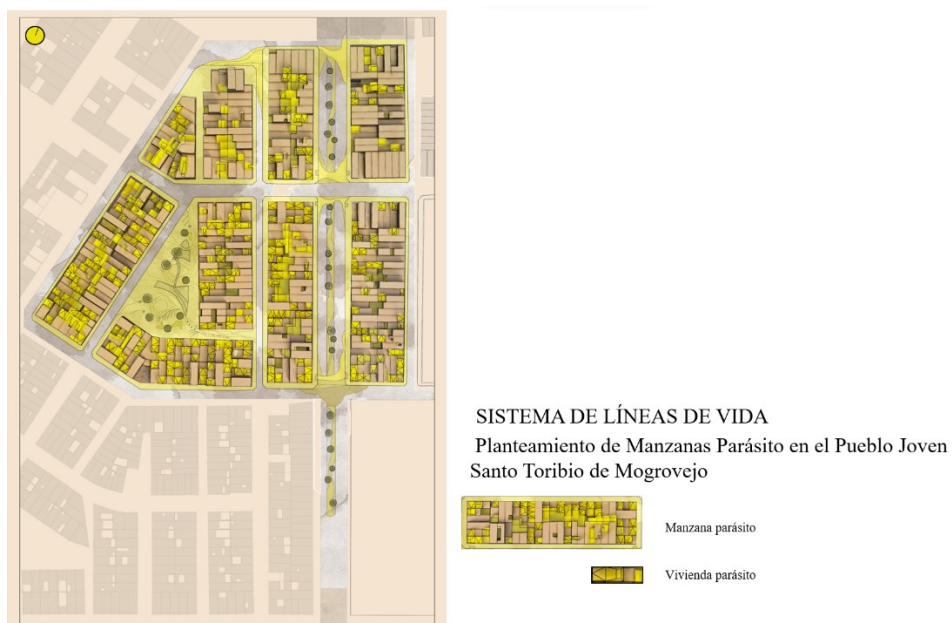 SISTEMA DE LÍNEAS DE VIDA
Planteamiento de Manzanas Parásito en el Pueblo Joven
Santo Toribio de Mogrovejo
Manzana parásito
Vivienda parásito